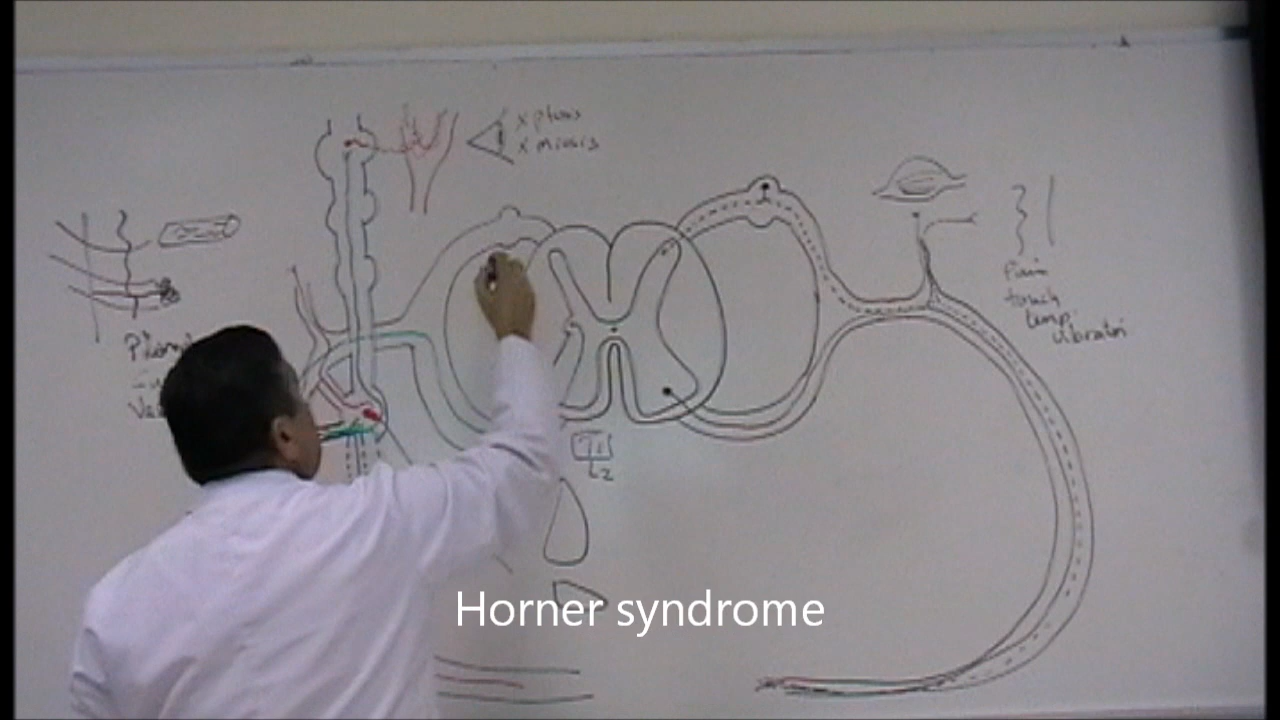 x ptosis
x miosis
Pain
touch
temp
vibration
T1
L2
Horner syndrome